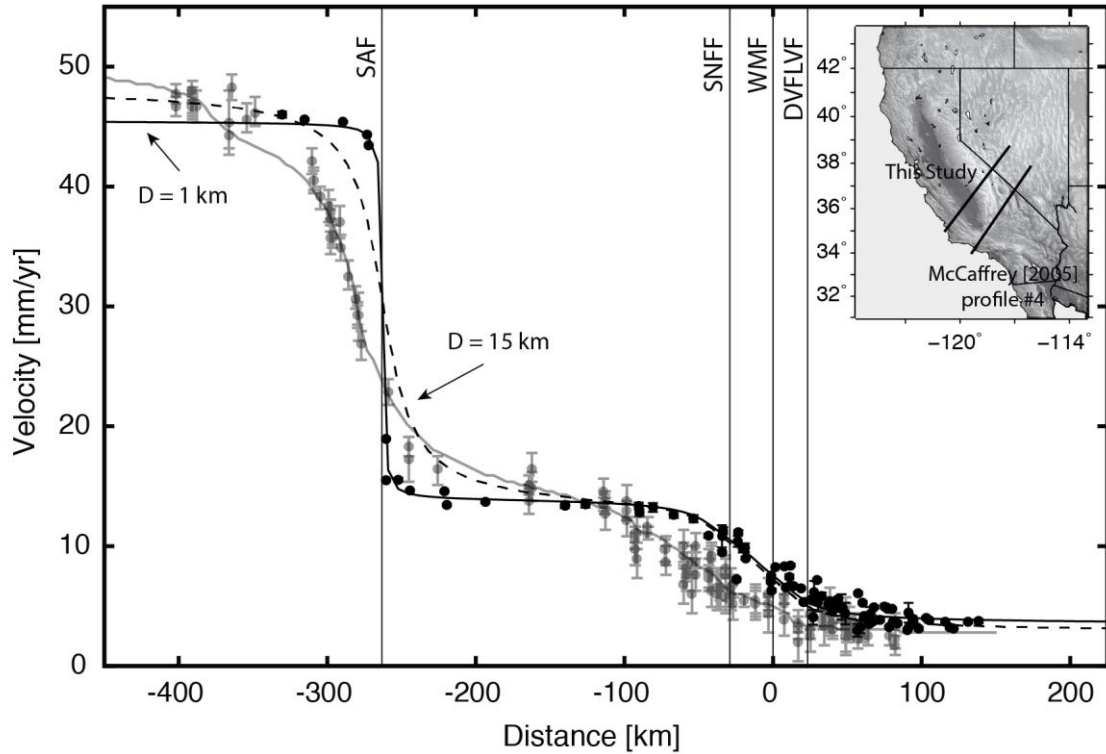 50
40
30
20
10
0
Velocity [mm/yr]
-400
-300
-200
-100
0
100
200
Distance [km]
SAF
SNFF
WMF
DVFLVF
D = 1 km
D = 15 km
42°
40°
38°
36°
34°
32°
−120°
−114°
This Study
McCaffrey [2005]
profile #4